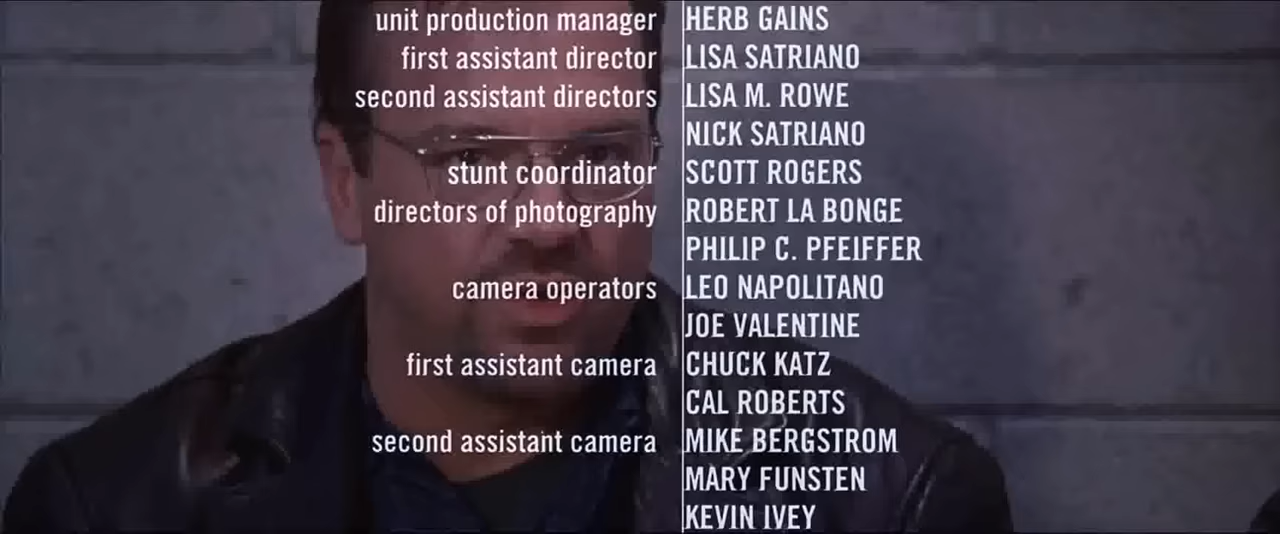 unit production manager HERB GAINS
first assistant director LISA SATRIANO
second assistant directors LISA M. ROWE
NICK SATRIANO
stunt coordinator SCOTT ROGERS
directors of photography ROBERT LA BONGE
PHILIP C. PFEIFFER
camera operators LEO NAPOLITANO
JOE VALENTINE
first assistant camera CHUCK KATZ
CAL ROBERTS
second assistant camera MIKE BERGSTROM
MARY FUNSTEN
KEVIN IVEY